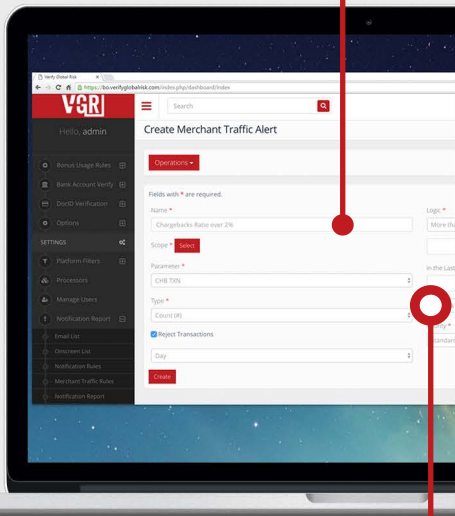 Verify Global Risk
https://bo.verifyglobalrisk.com/index.php/dashboard/index
VGR
Search
Hello, admin
Create Merchant Traffic Alert
Operations
Bonus Usage Rules
Bank Account Verify
DocID Verification
Options
SETTINGS
Platform Filters
Processors
Manage Users
Notification Report
Email List
Onscreen List
Notification Rules
Merchant Traffic Rules
Notification Report
Fields with * are required.
Name *
Chargebacks Ratio over 2%
Scope * Select
Parameter *
CHB TXN
Type *
Count (#)
Reject Transactions
Day
Create
Logic *
More tha
In the Last